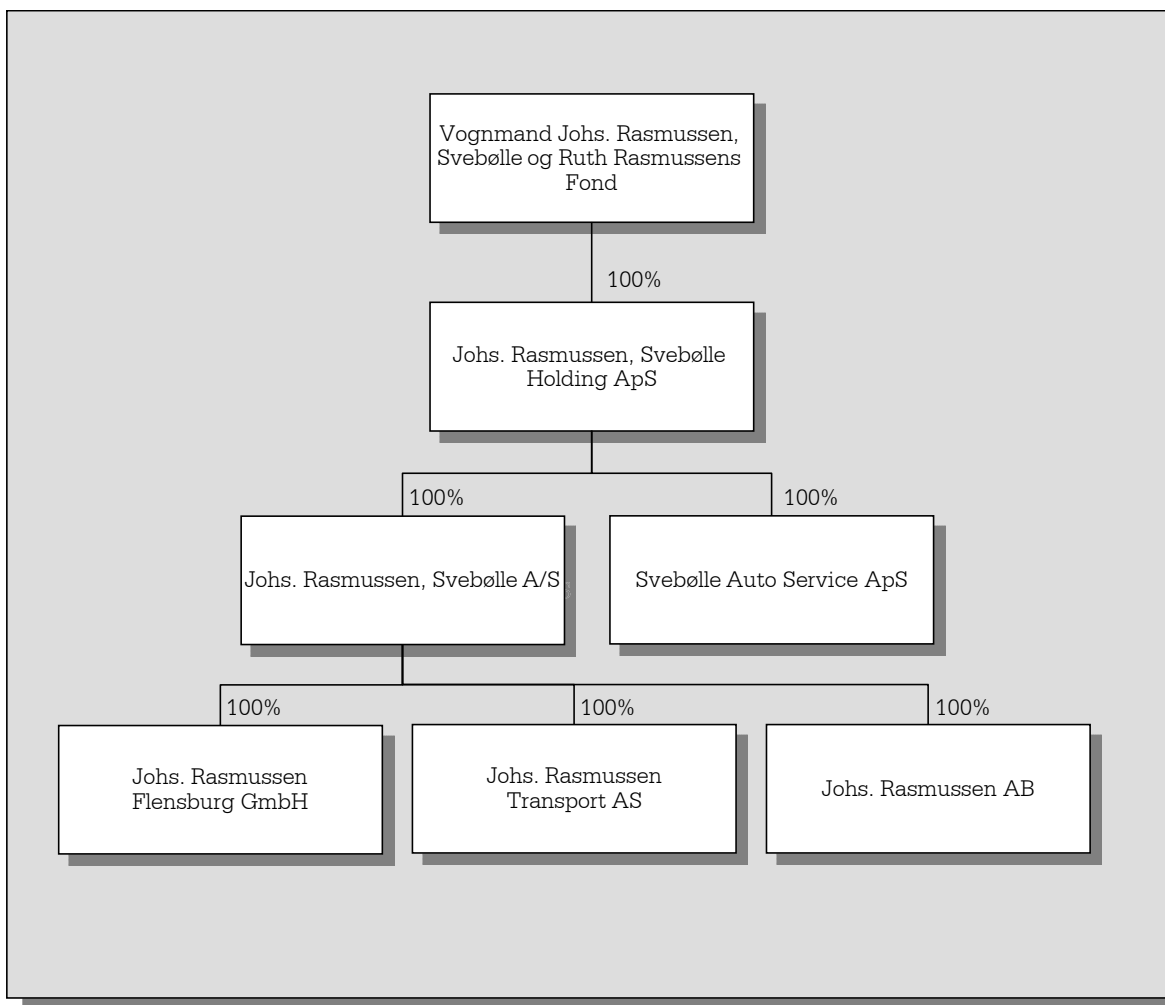 Vognmand Johs. Rasmussen,
Svebølle og Ruth Rasmussens
Fond
100%
Johs. Rasmussen, Svebølle
Holding ApS
100%
100%
Johs. Rasmussen, Svebølle A/S
Svebølle Auto Service ApS
100%
100%
100%
Johs. Rasmussen
Flensburg GmbH
Johs. Rasmussen
Transport AS
Johs. Rasmussen AB